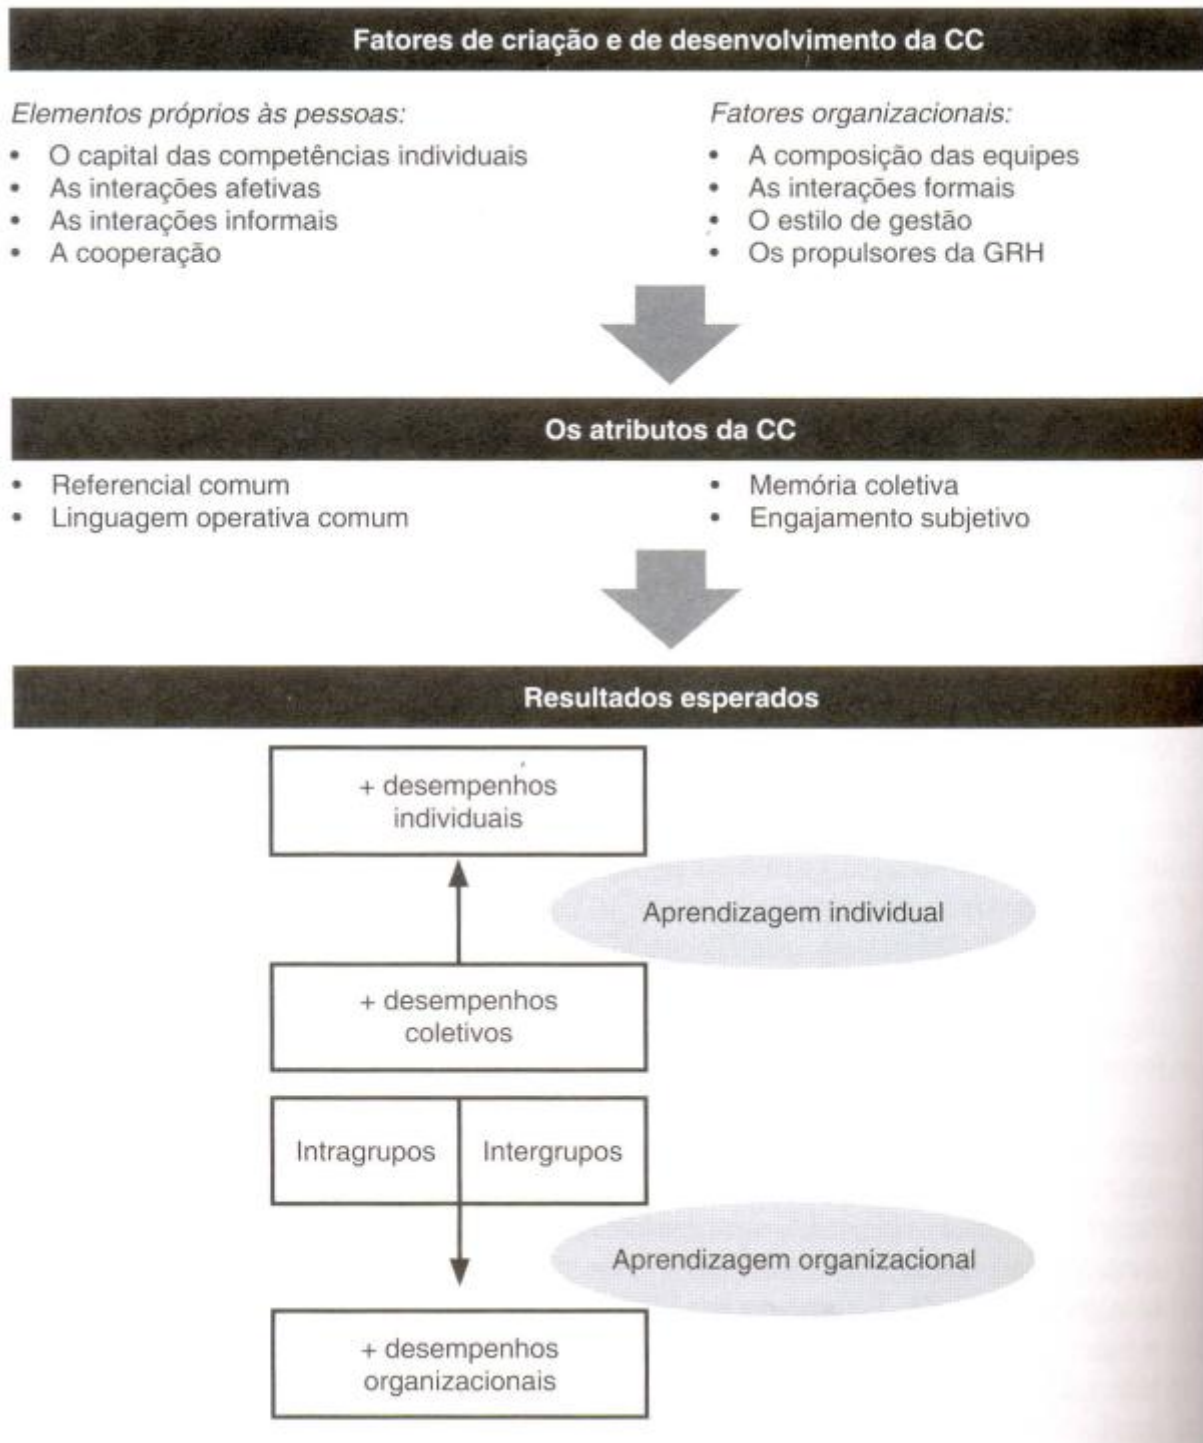 Fatores de criação e de desenvolvimento da CC
Elementos próprios às pessoas:
• O capital das competências individuais
• As interações afetivas
• As interações informais
• A cooperação
Fatores organizacionais:
• A composição das equipes
• As interações formais
• O estilo de gestão
• Os propulsores da GRH
Os atributos da CC
• Referencial comum
• Linguagem operativa comum
• Memória coletiva
• Engajamento subjetivo
Resultados esperados
+ desempenhos
individuais
Aprendizagem individual
+ desempenhos
coletivos
Intragrupos
Intergrupos
Aprendizagem organizacional
+ desempenhos
organizacionais